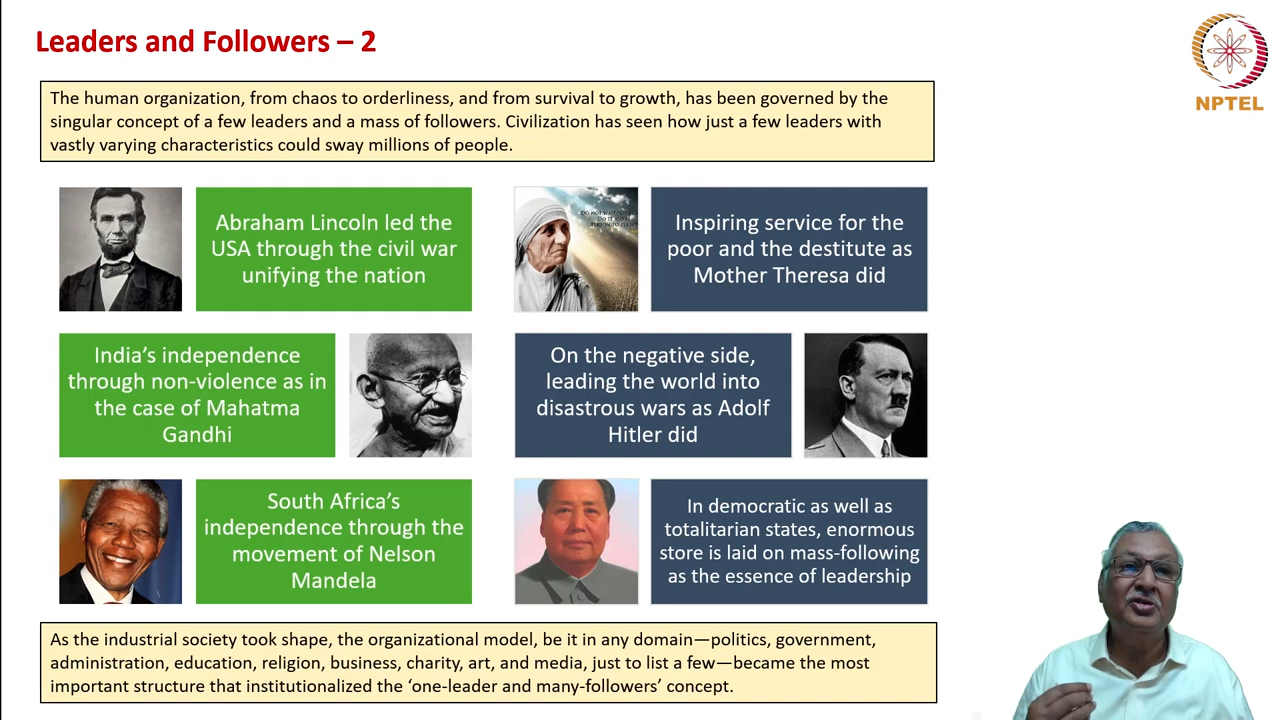 Leaders and Followers – 2
NPTEL
The human organization, from chaos to orderliness, and from survival to growth, has been governed by the
singular concept of a few leaders and a mass of followers. Civilization has seen how just a few leaders with
vastly varying characteristics could sway millions of people.
Abraham Lincoln led the
USA through the civil war
unifying the nation
Inspiring service for the
poor and the destitute as
Mother Theresa did
India’s independence
through non-violence as in
the case of Mahatma
Gandhi
On the negative side,
leading the world into
disastrous wars as Adolf
Hitler did
South Africa’s
independence through the
movement of Nelson
Mandela
In democratic as well as
totalitarian states, enormous
store is laid on mass-following
as the essence of leadership
As the industrial society took shape, the organizational model, be it in any domain—politics, government,
administration, education, religion, business, charity, art, and media, just to list a few—became the most
important structure that institutionalized the ‘one-leader and many-followers’ concept.